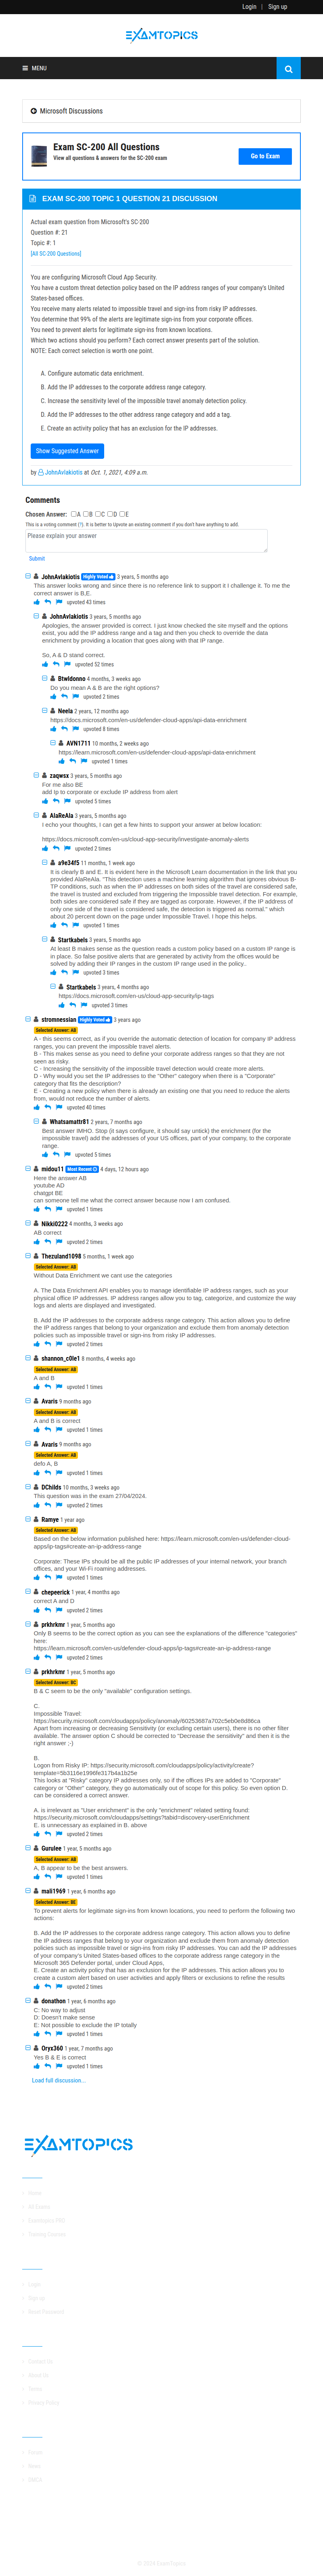 Login | Sign up
EXAMTOPICS
MENU
Microsoft Discussions
Exam SC-200 All Questions
View all questions & answers for the SC-200 exam
Go to Exam
EXAM SC-200 TOPIC 1 QUESTION 21 DISCUSSION
Actual exam question from Microsoft's SC-200
Question #: 21
Topic #: 1
[All SC-200 Questions]
You are configuring Microsoft Cloud App Security.
You have a custom threat detection policy based on the IP address ranges of your company's United
States-based offices.
You receive many alerts related to impossible travel and sign-ins from risky IP addresses.
You determine that 99% of the alerts are legitimate sign-ins from your corporate offices.
You need to prevent alerts for legitimate sign-ins from known locations.
Which two actions should you perform? Each correct answer presents part of the solution.
NOTE: Each correct selection is worth one point.
A. Configure automatic data enrichment.
B. Add the IP addresses to the corporate address range category.
C. Increase the sensitivity level of the impossible travel anomaly detection policy.
D. Add the IP addresses to the other address range category and add a tag.
E. Create an activity policy that has an exclusion for the IP addresses.
Show Suggested Answer
by JohnAvlakiotis at Oct. 1, 2021, 4:09 a.m.
Comments
Chosen Answer: A B C D E
This is a voting comment (?). It is better to Upvote an existing comment if you don't have anything to add.
Please explain your answer
Submit
JohnAvlakiotis Highly Voted 3 years, 5 months ago
This answer looks wrong and since there is no reference link to support it I challenge it. To me the
correct answer is B,E.
upvoted 43 times
JohnAvlakiotis 3 years, 5 months ago
Apologies, the answer provided is correct. I just know checked the site myself and the options
exist, you add the IP address range and a tag and then you check to override the data
enrichment by providing a location that goes along with that IP range.
So, A & D stand correct.
upvoted 52 times
Btwldonno 4 months, 3 weeks ago
Do you mean A & B are the right options?
upvoted 2 times
Neela 2 years, 12 months ago
https://docs.microsoft.com/en-us/defender-cloud-apps/api-data-enrichment
upvoted 8 times
AVN1711 10 months, 2 weeks ago
https://learn.microsoft.com/en-us/defender-cloud-apps/api-data-enrichment
upvoted 1 times
zaqwsx 3 years, 5 months ago
For me also BE
add Ip to corporate or exclude IP address from alert
upvoted 5 times
AlaReAla 3 years, 5 months ago
I echo your thoughts, I can get a few hints to support your answer at below location:
https://docs.microsoft.com/en-us/cloud-app-security/investigate-anomaly-alerts
upvoted 2 times
a9e34f5 11 months, 1 week ago
It is clearly B and E. It is evident here in the Microsoft Learn documentation in the link that you
provided AlaReAla. "This detection uses a machine learning algorithm that ignores obvious B-
TP conditions, such as when the IP addresses on both sides of the travel are considered safe,
the travel is trusted and excluded from triggering the Impossible travel detection. For example,
both sides are considered safe if they are tagged as corporate. However, if the IP address of
only one side of the travel is considered safe, the detection is triggered as normal." which
about 20 percent down on the page under Impossible Travel. I hope this helps.
upvoted 1 times
Startkabels 3 years, 5 months ago
At least B makes sense as the question reads a custom policy based on a custom IP range is
in scope. So false positive alerts that are generated by activity from the offices would be
solved by adding their IP ranges in the custom IP range used in the policy..
upvoted 3 times
Startkabels 3 years, 4 months ago
https://docs.microsoft.com/en-us/cloud-app-security/ip-tags
upvoted 3 times
stromnessian Highly Voted 3 years ago
Selected Answer: AB
A - this seems correct, as if you override the automatic detection of location for company IP address
ranges, you can prevent the impossible travel alerts.
B - This makes sense as you need to define your corporate address ranges so that they are not
seen as risky.
C - Increasing the sensitivity of the impossible travel detection would create more alerts.
D - Why would you set the IP addresses to the "Other" category when there is a "Corporate"
category that fits the description?
E - Creating a new policy when there is already an existing one that you need to reduce the alerts
from, would not reduce the number of alerts.
upvoted 40 times
Whatsamattr81 2 years, 7 months ago
Best answer IMHO. Stop (it says configure, it should say untick) the enrichment (for the
impossible travel) add the addresses of your US offices, part of your company, to the corporate
range.
upvoted 5 times
midou11 Most Recent 4 days, 12 hours ago
Here the answer AB
youtube AD
chatgpt BE
can someone tell me what the correct answer because now I am confused.
upvoted 1 times
Nikki0222 4 months, 3 weeks ago
AB correct
upvoted 2 times
Thezuland1098 5 months, 1 week ago
Selected Answer: AB
Without Data Enrichment we cant use the categories
A. The Data Enrichment API enables you to manage identifiable IP address ranges, such as your
physical office IP addresses. IP address ranges allow you to tag, categorize, and customize the way
logs and alerts are displayed and investigated.
B. Add the IP addresses to the corporate address range category. This action allows you to define
the IP address ranges that belong to your organization and exclude them from anomaly detection
policies such as impossible travel or sign-ins from risky IP addresses.
upvoted 2 times
shannon_c0le1 8 months, 4 weeks ago
Selected Answer: AB
A and B
upvoted 1 times
Avaris 9 months ago
Selected Answer: AB
A and B is correct
upvoted 1 times
Avaris 9 months ago
Selected Answer: AB
defo A, B
upvoted 1 times
DChilds 10 months, 3 weeks ago
This question was in the exam 27/04/2024.
upvoted 2 times
Ramye 1 year ago
Selected Answer: AB
Based on the below information published here: https://learn.microsoft.com/en-us/defender-cloud-
apps/ip-tags#create-an-ip-address-range
Corporate: These IPs should be all the public IP addresses of your internal network, your branch
offices, and your Wi-Fi roaming addresses.
upvoted 1 times
chepeerick 1 year, 4 months ago
correct A and D
upvoted 2 times
prkhrkmr 1 year, 5 months ago
Only B seems to be the correct option as you can see the explanations of the difference "categories"
here:
https://learn.microsoft.com/en-us/defender-cloud-apps/ip-tags#create-an-ip-address-range
upvoted 2 times
prkhrkmr 1 year, 5 months ago
Selected Answer: BC
B & C seem to be the only "available" configuration settings.
C.
Impossible Travel:
https://security.microsoft.com/cloudapps/policy/anomaly/60253687a702c5eb0e8d86ca
Apart from increasing or decreasing Sensitivity (or excluding certain users), there is no other filter
available. The answer option C should be corrected to "Decrease the sensitivity" and then it is the
right answer :-)
B.
Logon from Risky IP: https://security.microsoft.com/cloudapps/policy/activity/create?
template=5b3116e1996fe317b4a1b25e
This looks at "Risky" category IP addresses only, so if the offices IPs are added to "Corporate"
category or "Other" category, they go automatically out of scope for this policy. So even option D.
can be considered a correct answer.
A. is irrelevant as "User enrichment" is the only "enrichment" related setting found:
https://security.microsoft.com/cloudapps/settings?tabid=discovery-userEnrichment
E. is unnecessary as explained in B. above
upvoted 2 times
Gurulee 1 year, 5 months ago
Selected Answer: AB
A, B appear to be the best answers.
upvoted 1 times
mali1969 1 year, 6 months ago
Selected Answer: BE
To prevent alerts for legitimate sign-ins from known locations, you need to perform the following two
actions:
B. Add the IP addresses to the corporate address range category. This action allows you to define
the IP address ranges that belong to your organization and exclude them from anomaly detection
policies such as impossible travel or sign-ins from risky IP addresses. You can add the IP addresses
of your company's United States-based offices to the corporate address range category in the
Microsoft 365 Defender portal, under Cloud Apps,
E. Create an activity policy that has an exclusion for the IP addresses. This action allows you to
create a custom alert based on user activities and apply filters or exclusions to refine the results
upvoted 2 times
donathon 1 year, 6 months ago
C: No way to adjust
D: Doesn't make sense
E: Not possible to exclude the IP totally
upvoted 1 times
Oryx360 1 year, 7 months ago
Yes B & E is correct
upvoted 1 times
Load full discussion...
EXAMTOPICS
Home
All Exams
Examtopics PRO
Training Courses
Login
Sign up
Reset Password
Contact us
About Us
Terms
Privacy Policy
Forum
News
DMCA
© 2024 ExamTopics